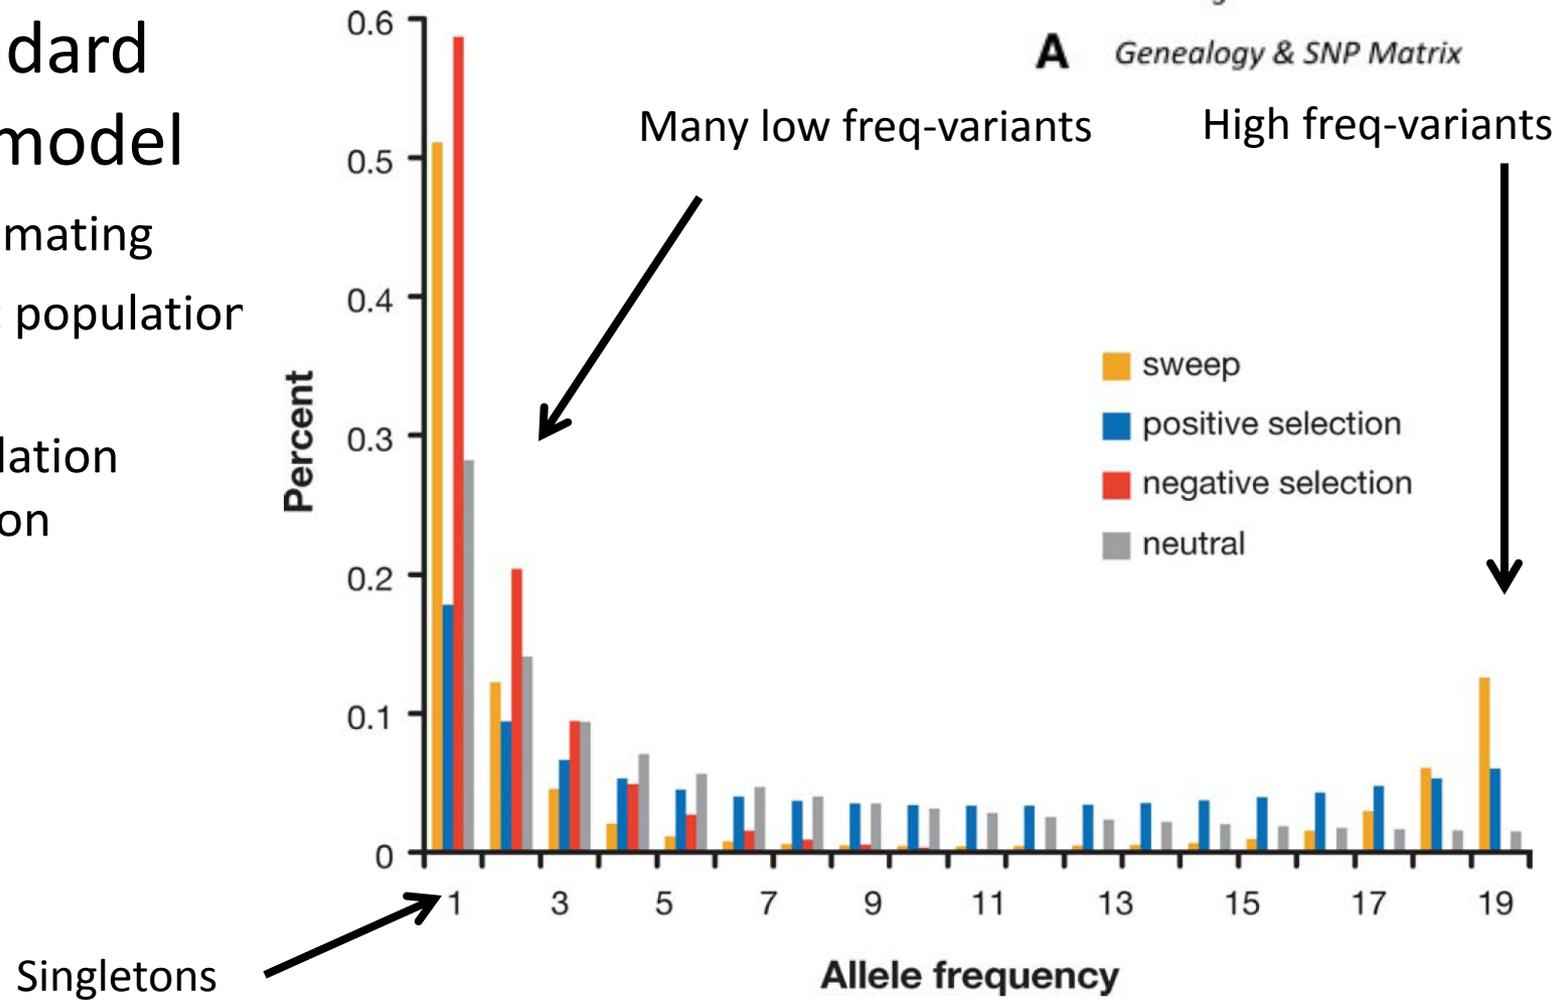 dard
model
mating
population
lation
on
A Genealogy & SNP Matrix
Many low freq-variants
High freq-variants
0.6
0.5
0.4
0.3
0.2
0.1
0
Percent
sweep
positive selection
negative selection
neutral
1 3 5 7 9 11 13 15 17 19
Singletons
Allele frequency